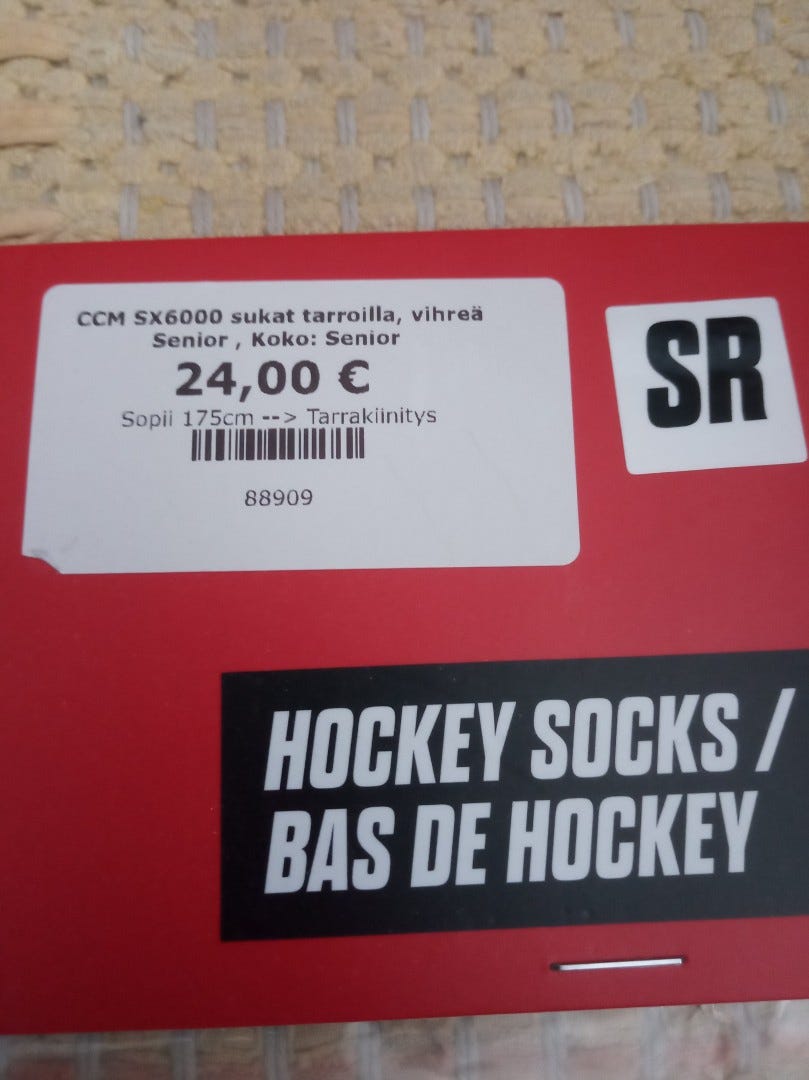 CCM SX6000 sukat tarroilla, vihreä
Senior , Koko: Senior
24,00 €
Sopii 175cm --> Tarrakiinitys
88909
SR
HOCKEY SOCKS /
BAS DE HOCKEY